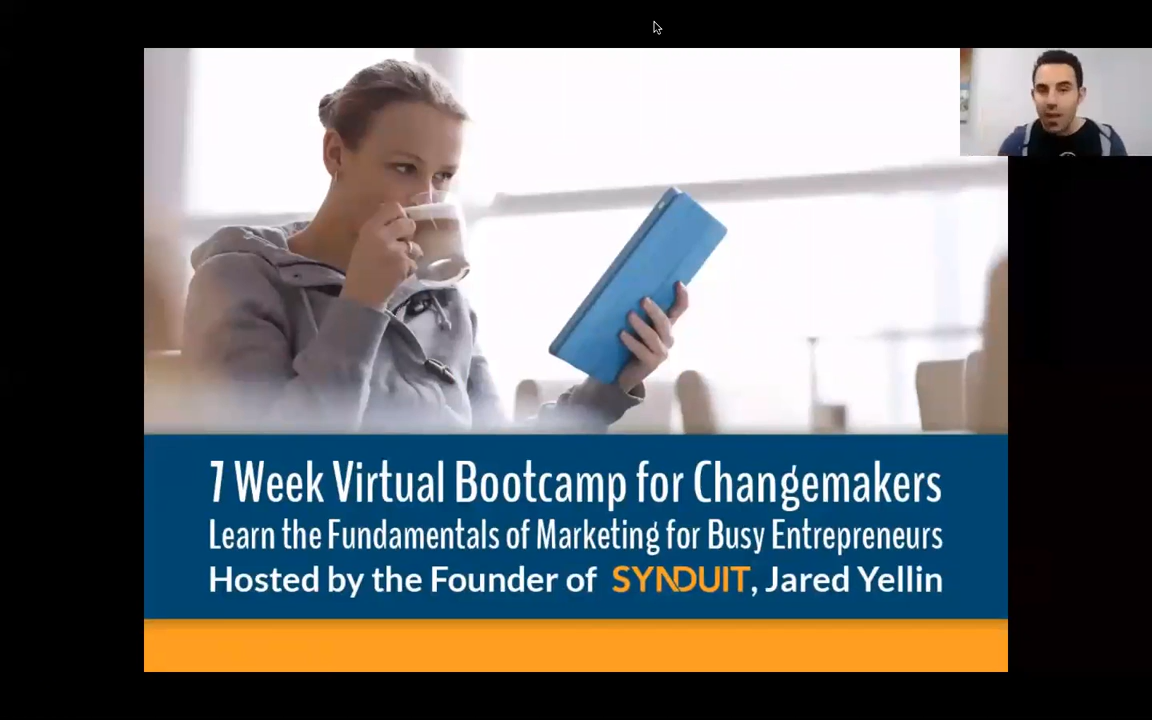 7 Week Virtual Bootcamp for Changemakers
Learn the Fundamentals of Marketing for Busy Entrepreneurs
Hosted by the Founder of SYNDUIT, Jared Yellin